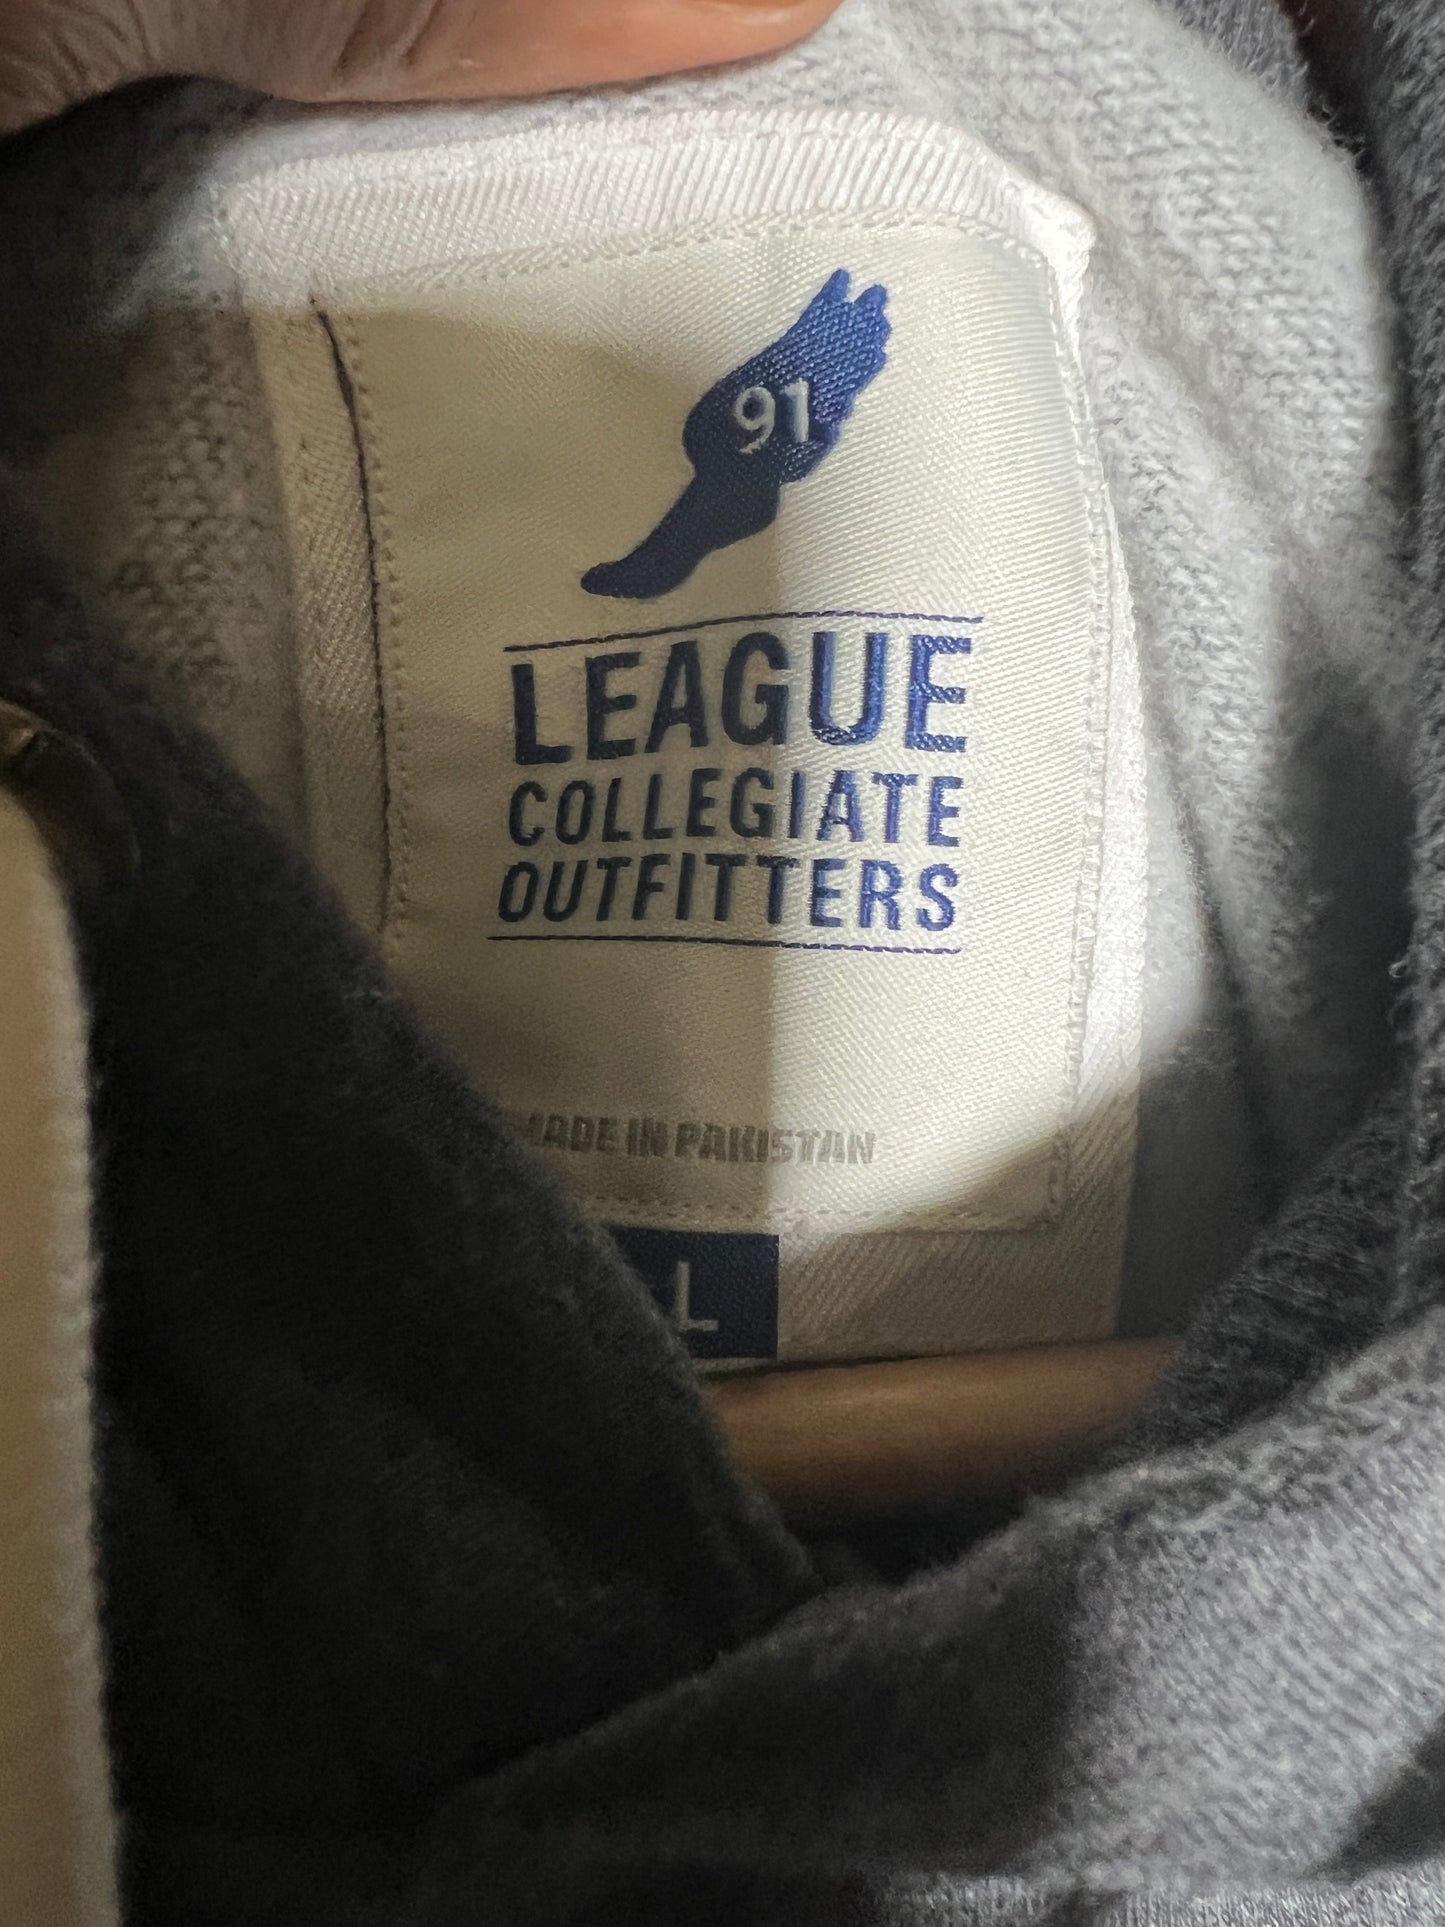 91
LEAGUE
COLLEGIATE
OUTFITTERS
MADE IN PAKISTAN
L